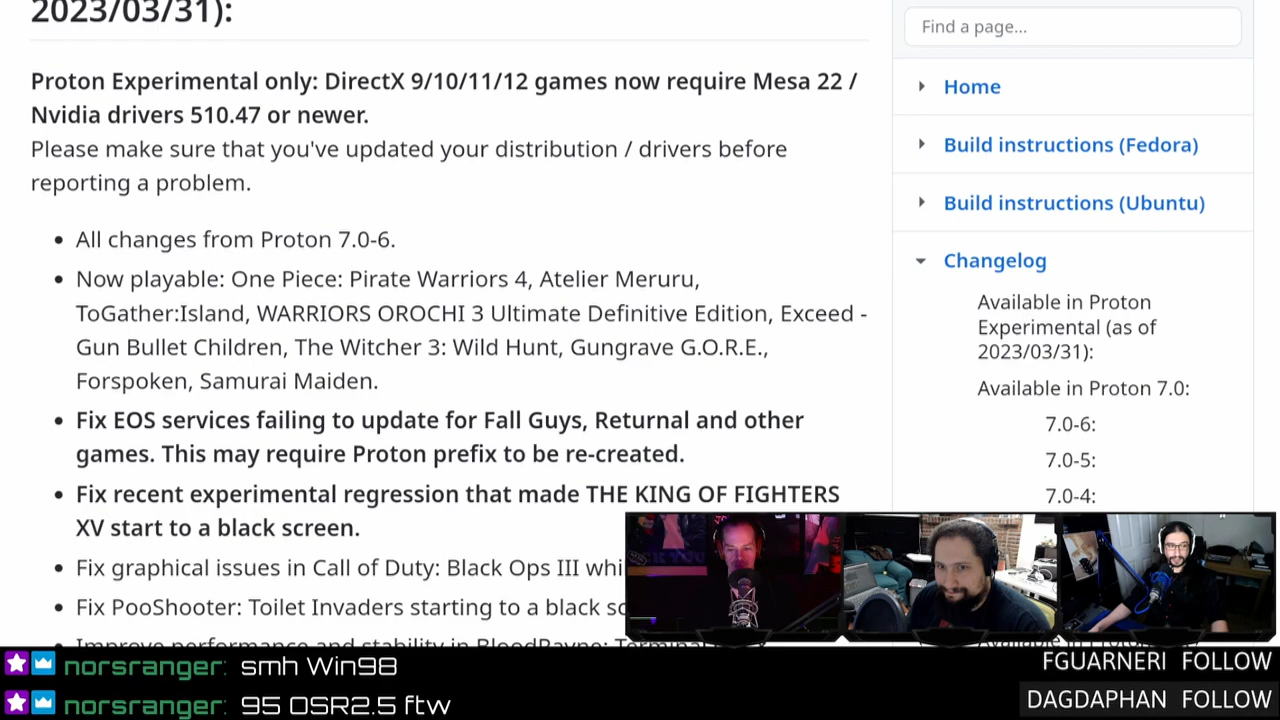 2023/03/31):
Proton Experimental only: DirectX 9/10/11/12 games now require Mesa 22 /
Nvidia drivers 510.47 or newer.
Please make sure that you've updated your distribution / drivers before
reporting a problem.
All changes from Proton 7.0-6.
Now playable: One Piece: Pirate Warriors 4, Atelier Meruru,
ToGather:Island, WARRIORS OROCHI 3 Ultimate Definitive Edition, Exceed -
Gun Bullet Children, The Witcher 3: Wild Hunt, Gungrave G.O.R.E.,
Forspoken, Samurai Maiden.
Fix EOS services failing to update for Fall Guys, Returnal and other
games. This may require Proton prefix to be re-created.
Fix recent experimental regression that made THE KING OF FIGHTERS
XV start to a black screen.
Fix graphical issues in Call of Duty: Black Ops III whi
Fix PooShooter: Toilet Invaders starting to a black sc
Improve performance and stability in BloodRayne: Terminal
Find a page...
Home
Build instructions (Fedora)
Build instructions (Ubuntu)
Changelog
Available in Proton
Experimental (as of
2023/03/31):
Available in Proton 7.0:
7.0-6:
7.0-5:
7.0-4:
norsranger: smh Win98
norsranger: 95 OSR2.5 ftw
FGUARNERI FOLLOW
DAGDAPHAN FOLLOW